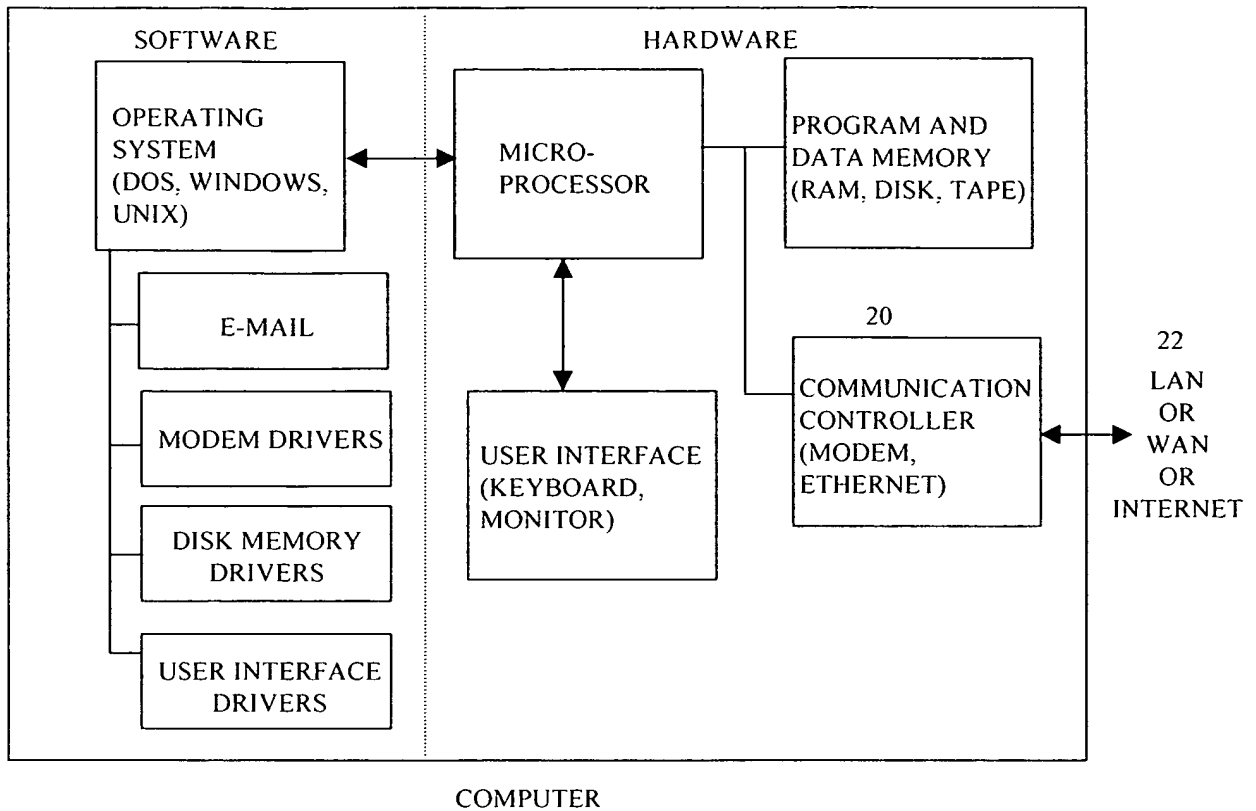 SOFTWARE
HARDWARE
OPERATING
SYSTEM
(DOS, WINDOWS,
UNIX)
E-MAIL
MODEM DRIVERS
DISK MEMORY
DRIVERS
USER INTERFACE
DRIVERS
MICRO-
PROCESSOR
PROGRAM AND
DATA MEMORY
(RAM, DISK, TAPE)
USER INTERFACE
(KEYBOARD,
MONITOR)
20
COMMUNICATION
CONTROLLER
(MODEM,
ETHERNET)
22
LAN
OR
WAN
OR
INTERNET
COMPUTER